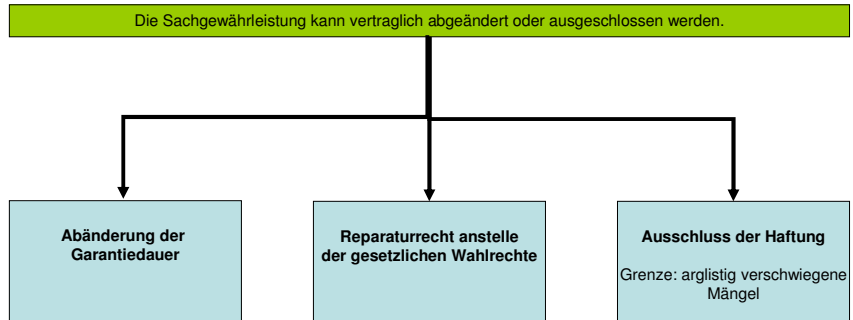 Die Sachgewährleistung kann vertraglich abgeändert oder ausgeschlossen werden.
Abänderung der
Garantiedauer
Reparaturrecht anstelle
der gesetzlichen Wahlrechte
Ausschluss der Haftung
Grenze: arglistig verschwiegene
Mängel